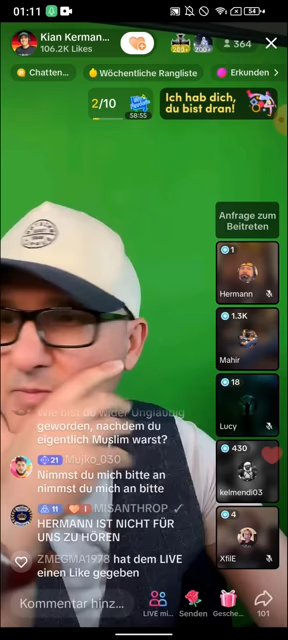 01:11
54
Kian Kerman...
106.2K Likes
364
Chatten...
Wöchentliche Rangliste
Erkunden
2/10
58:55
Ich hab dich,
du bist dran!
Anfrage zum
Beitreten
1
Hermann
1.3K
Mahir
18
Lucy
430
kelmendi03
4
XfilE
Wie bist du wider Ungläubig
geworden, nachdem du
eigentlich Muslim warst?
21 Mujko_030
Nimmst du mich bitte an
nimmst du mich an bitte
11 I MISANTHROP
HERMANN IST NICHT FÜR
UNS ZU HÖREN
ZMEGMA1978 hat dem LIVE
einen Like gegeben
Kommentar hinz...
LIVE mi...
Senden
Gesche...
101